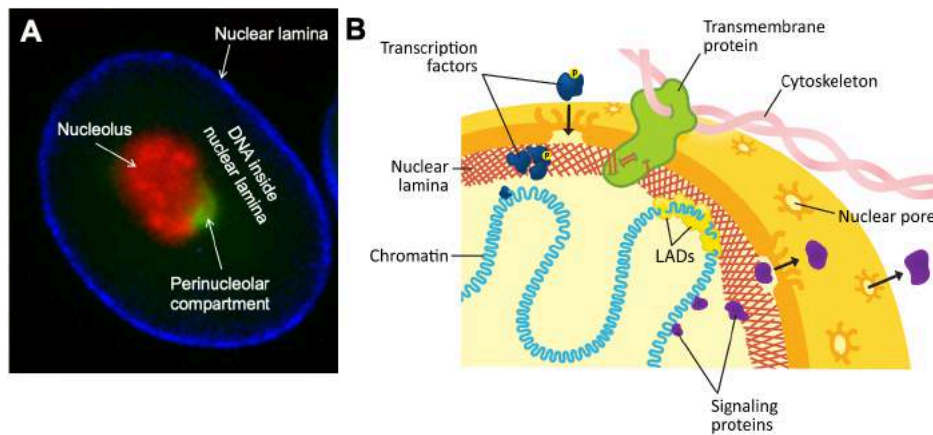 A
Nuclear lamina
Nucleolus
DNA inside
nuclear lamina
Perinucleolar
compartment
B
Transcription
factors
P
Transmembrane
protein
Cytoskeleton
P
Nuclear
lamina
Nuclear pore
Chromatin
LADs
Signaling
proteins